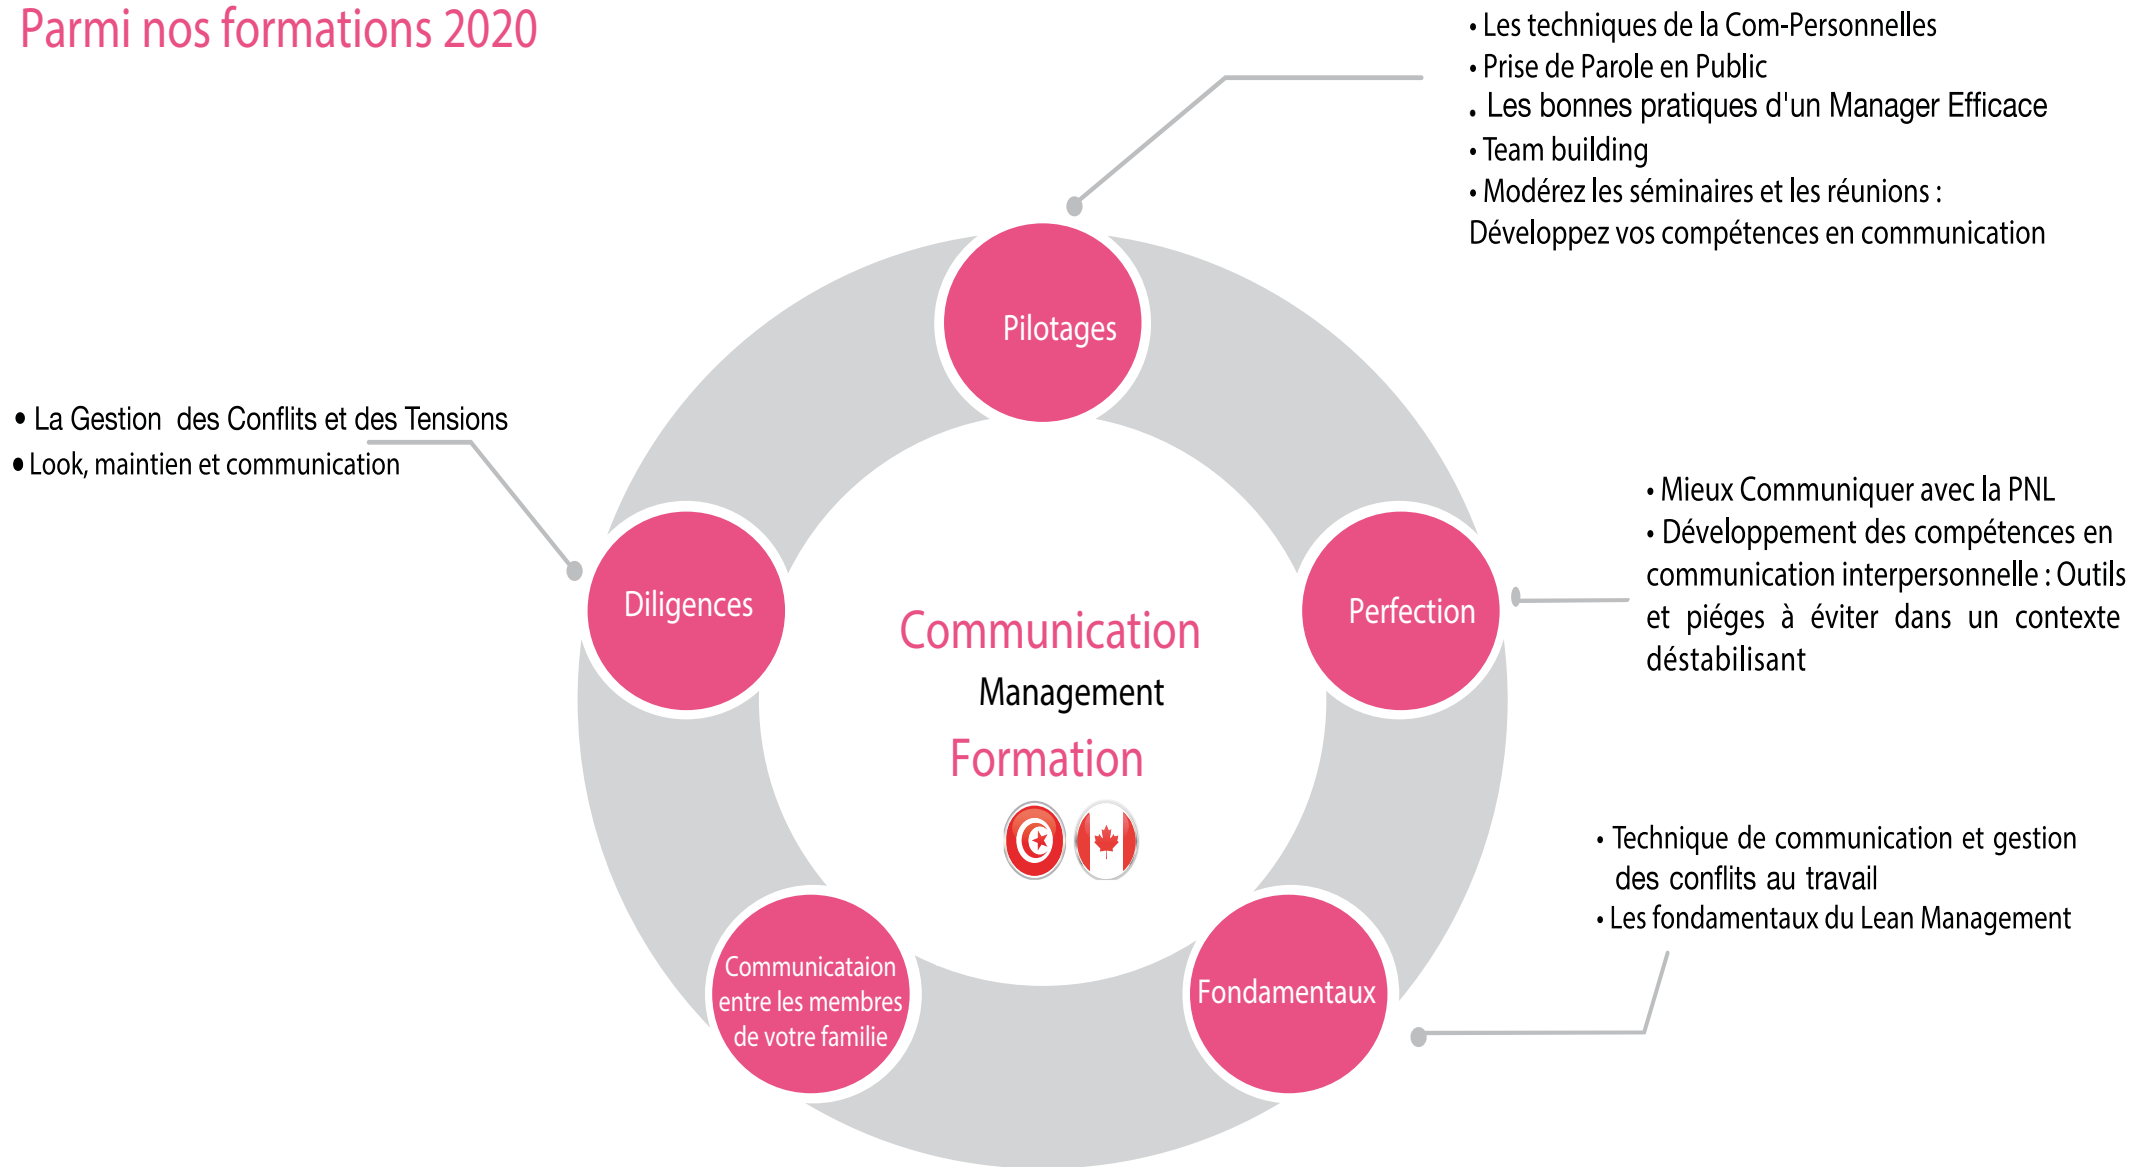 Parmi nos formations 2020
• Les techniques de la Com-Personnelles
• Prise de Parole en Public
. Les bonnes pratiques d'un Manager Efficace
• Team building
• Modérez les séminaires et les réunions :
Développez vos compétences en communication
Pilotages
• La Gestion des Conflits et des Tensions
• Look, maintien et communication
Diligences
• Mieux Communiquer avec la PNL
• Développement des compétences en
communication interpersonnelle : Outils
et piéges à éviter dans un contexte
déstabilisant
Perfection
Communication
Management
Formation
• Technique de communication et gestion
des conflits au travail
• Les fondamentaux du Lean Management
Fondamentaux
Communicataion
entre les membres
de votre familie